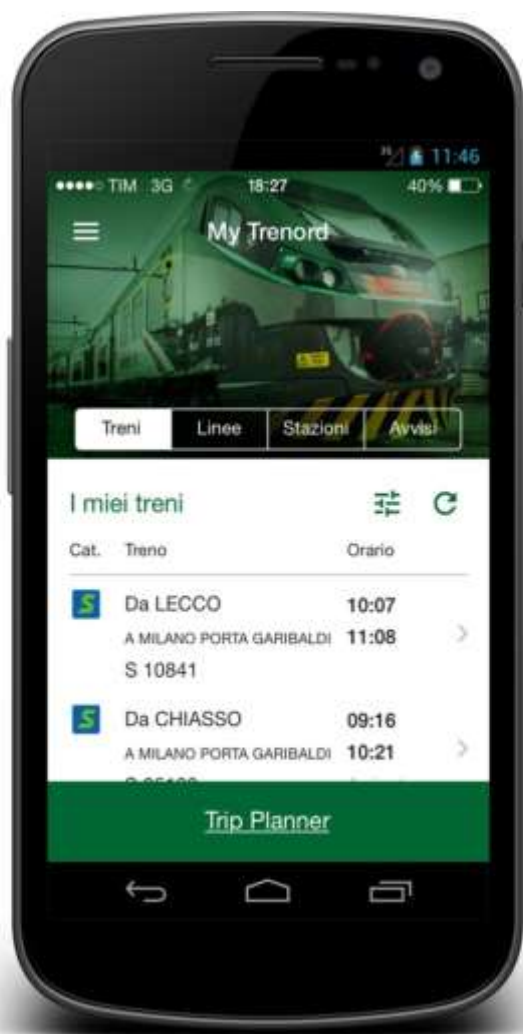 3G 11:46
TIM 3G 18:27 40%
My Trenord
Treni Linee Stazioni Avvisi
I miei treni
Cat. Treno Orario
S Da LECCO 10:07
A MILANO PORTA GARIBALDI 11:08
S 10841
S Da CHIASSO 09:16
A MILANO PORTA GARIBALDI 10:21
Trip Planner